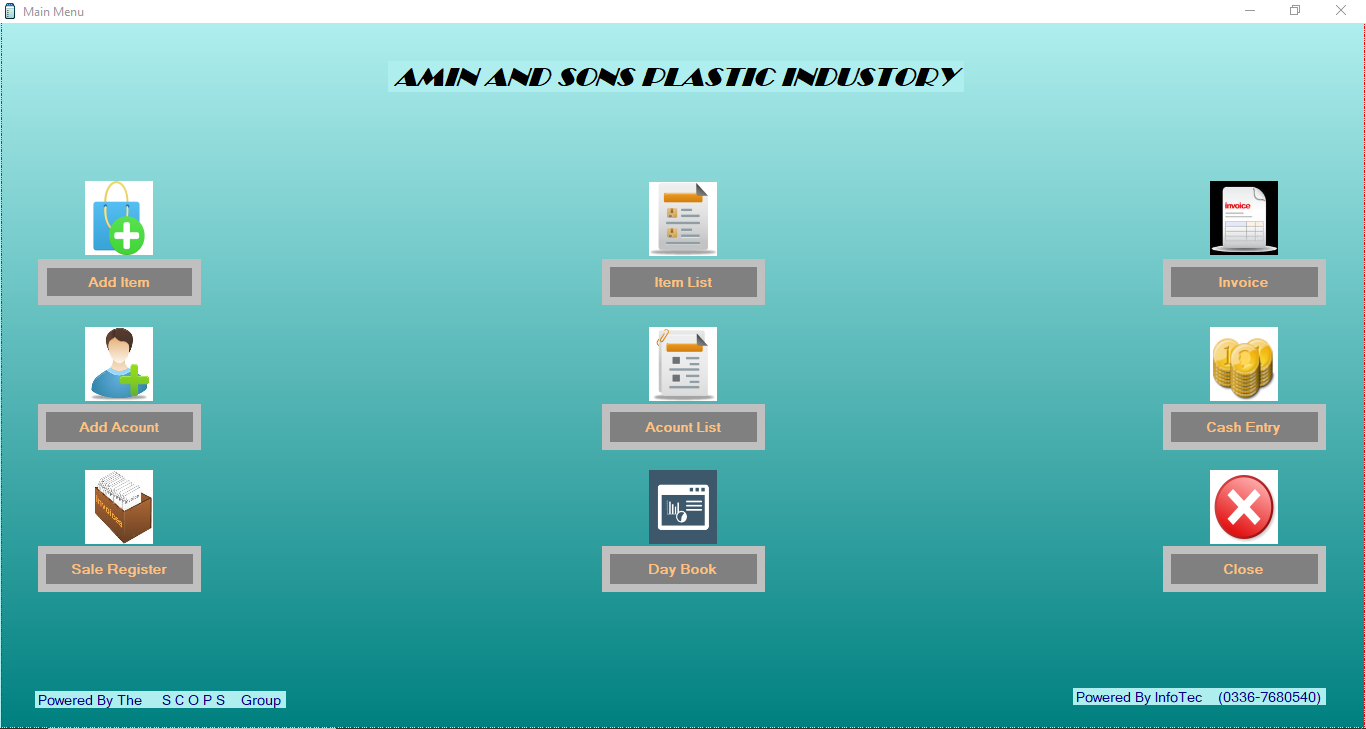 Main Menu
AMIN AND SONS PLASTIC INDUSTORY
invoice
Add Item
Item List
Invoice
Add Acount
Acount List
Cash Entry
Invoices
Sale Register
Day Book
Close
Powered By The S C O P S Group
Powered By InfoTec (0336-7680540)